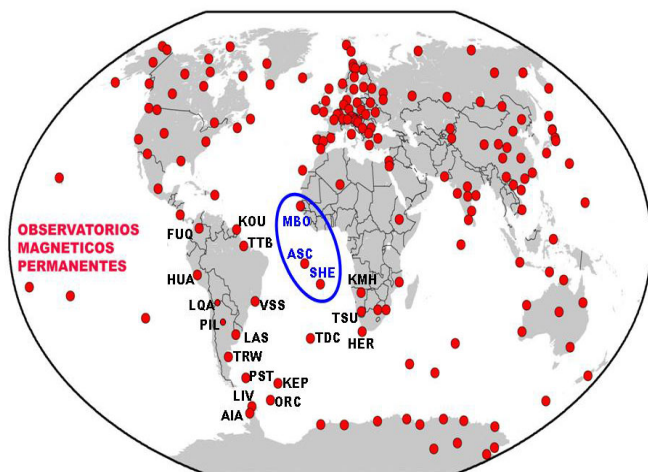 MBO
OBSERVATORIOS
MAGNETICOS
PERMANENTES
FUQ
KOU
TTB
ASC
SHE
HUA
KMH
LQA
VSS
PIL
TSU
LAS
TDC
HER
TRW
PST
KEP
LIV
ORC
AIA